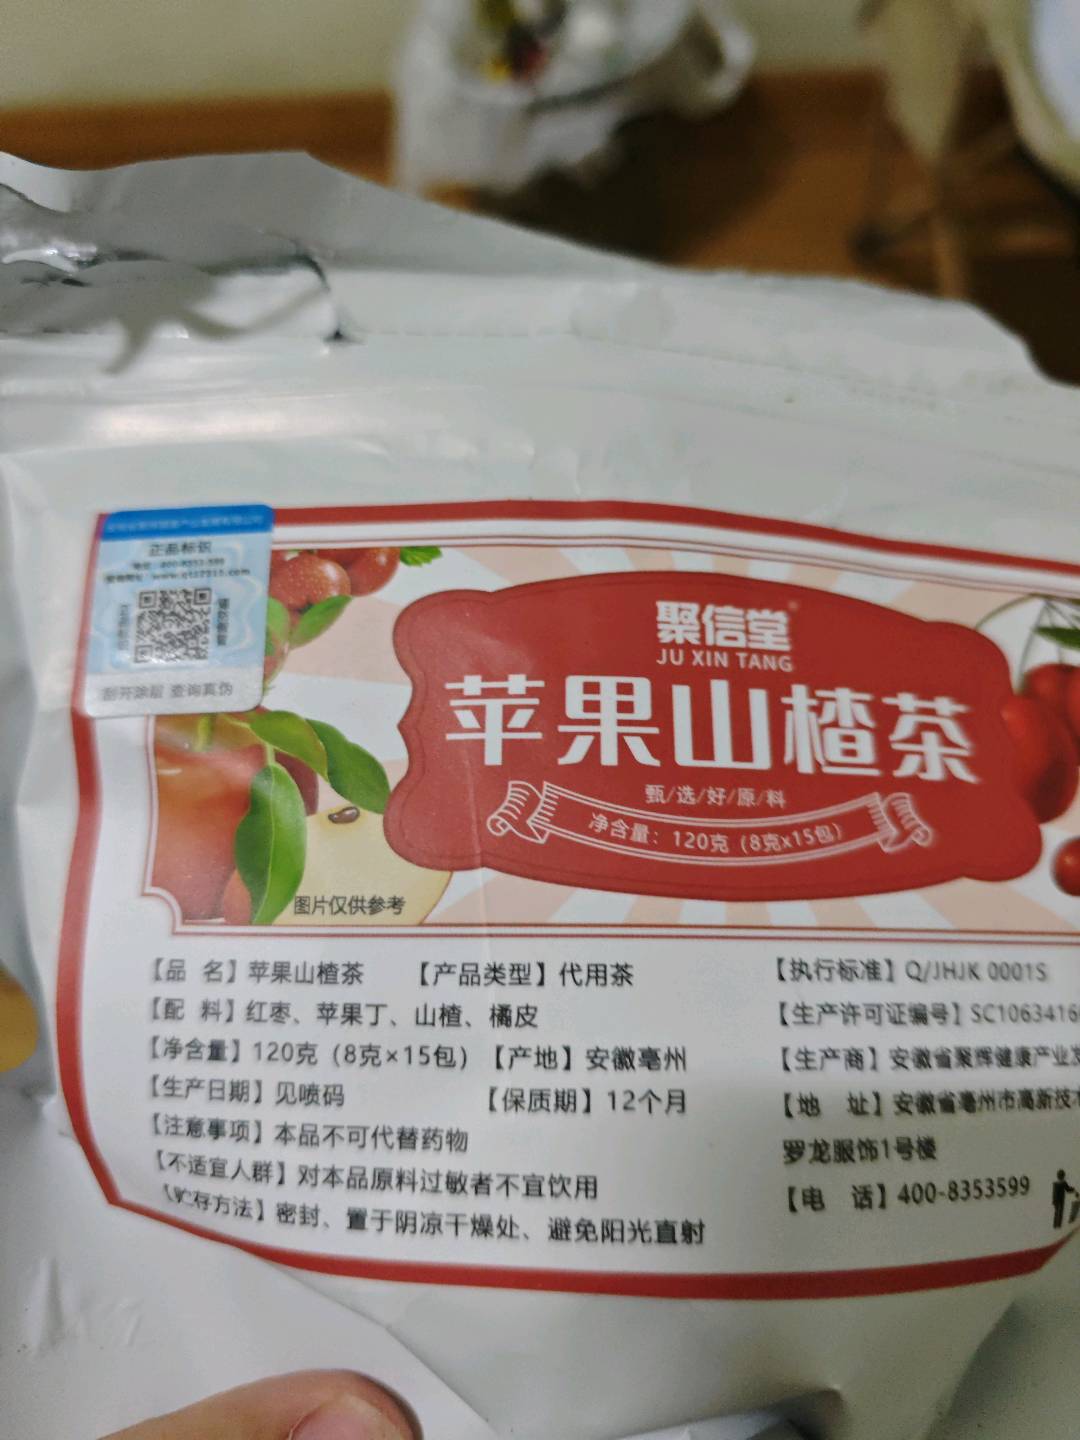 正品标识
刮开涂层 查询真伪
聚信堂
JU XIN TANG
苹果山楂茶
甄/选/好/原/料
净含量：120克（8克x15包）
图片仅供参考
【品 名】苹果山楂茶 【产品类型】代用茶
【配 料】红枣、苹果丁、山楂、橘皮
【净含量】120克（8克×15包）【产地】安徽亳州
【生产日期】见喷码 【保质期】12个月
【注意事项】本品不可代替药物
【不适宜人群】对本品原料过敏者不宜饮用
【贮存方法】密封、置于阴凉干燥处、避免阳光直射
【执行标准】Q/JHJK 0001S
【生产许可证编号】SC1063416
【生产商】安徽省聚辉健康产业发
【地 址】安徽省亳州市高新技术
罗龙服饰1号楼
【电 话】400-8353599